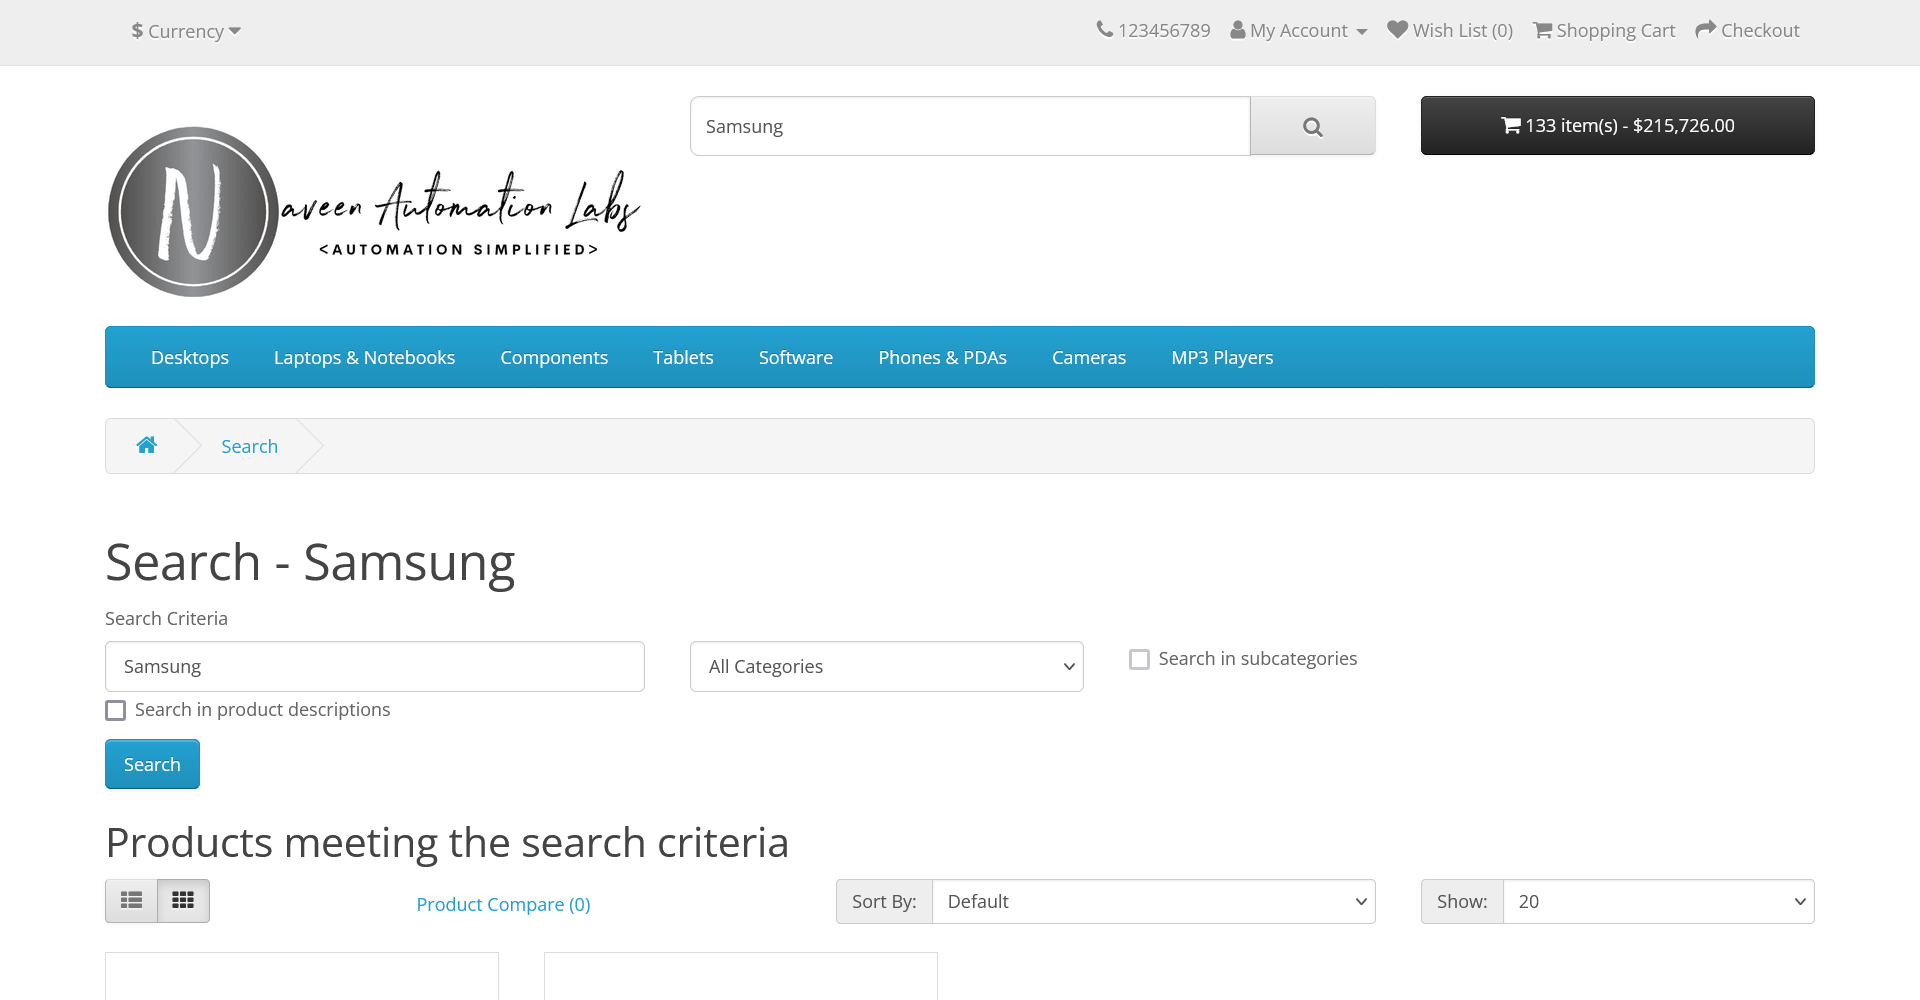 $ Currency
123456789
My Account
Wish List (0)
Shopping Cart
Checkout
Samsung
133 item(s) - $215,726.00
N
aveen Automation Labs
<AUTOMATION SIMPLIFIED>
Desktops
Laptops & Notebooks
Components
Tablets
Software
Phones & PDAs
Cameras
MP3 Players
Search
Search - Samsung
Search Criteria
Samsung
All Categories
Search in subcategories
Search in product descriptions
Search
Products meeting the search criteria
Product Compare (0)
Sort By:
Default
Show:
20